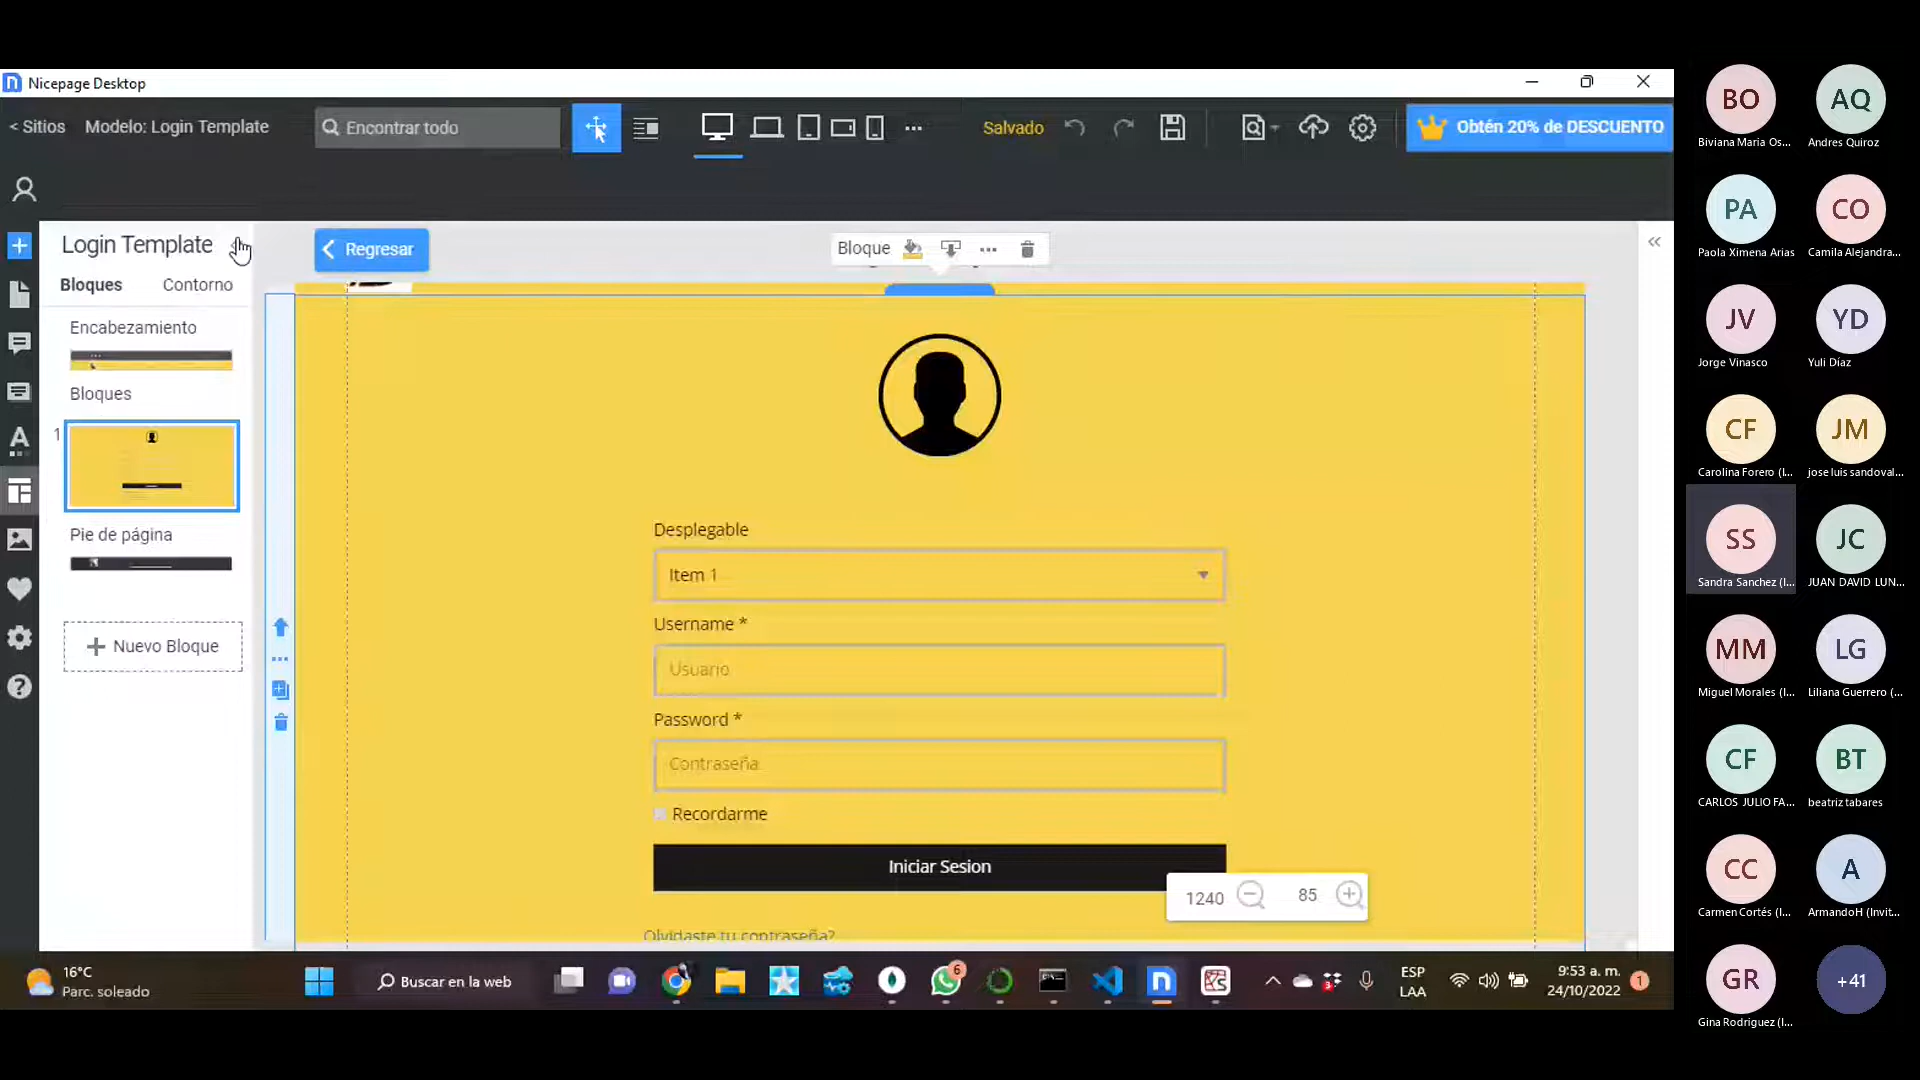 Nicepage Desktop
< Sitios
Modelo: Login Template
Encontrar todo
Salvado
Obtén 20% de DESCUENTO
Login Template
Bloques
Contorno
Encabezamiento
Bloques
1
Pie de página
Nuevo Bloque
Regresar
Bloque
Desplegable
Item 1
Username *
Usuario
Password *
Contraseña
Recordarme
Iniciar Sesion
Olvidaste tu contraseña?
1240
85
16°C
Parc. soleado
Buscar en la web
6
ESP
LAA
9:53 a. m.
24/10/2022
1
BO
Biviana Maria Os...
AQ
Andres Quiroz
PA
Paola Ximena Arias
CO
Camila Alejandra...
JV
Jorge Vinasco
YD
Yuli Díaz
CF
Carolina Forero (I...
JM
jose luis sandoval...
SS
Sandra Sanchez (I...
JC
JUAN DAVID LUN...
MM
Miguel Morales (I...
LG
Liliana Guerrero (...
CF
CARLOS JULIO FA...
BT
beatriz tabares
CC
Carmen Cortés (I...
A
ArmandoH (Invit...
GR
Gina Rodriguez (I...
+41